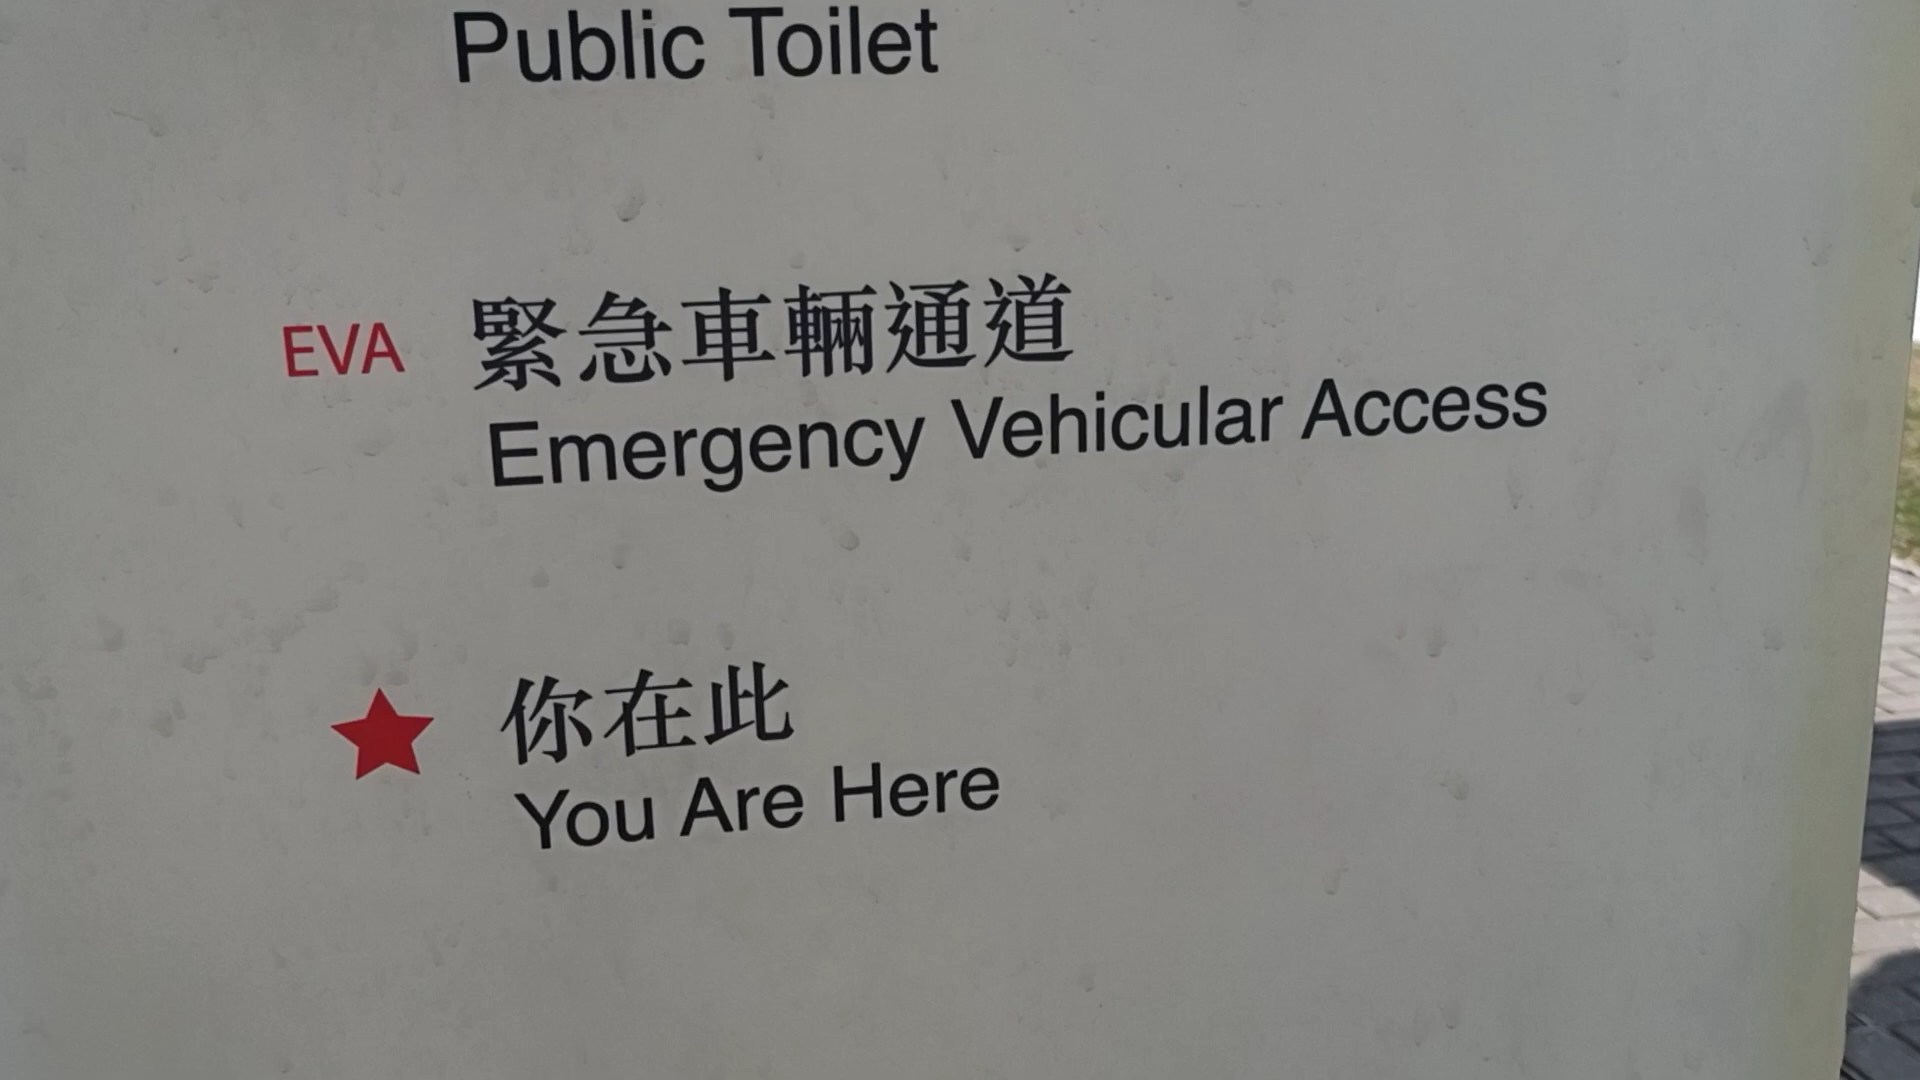 Public Toilet
EVA 緊急車輛通道
Emergency Vehicular Access
你在此
You Are Here